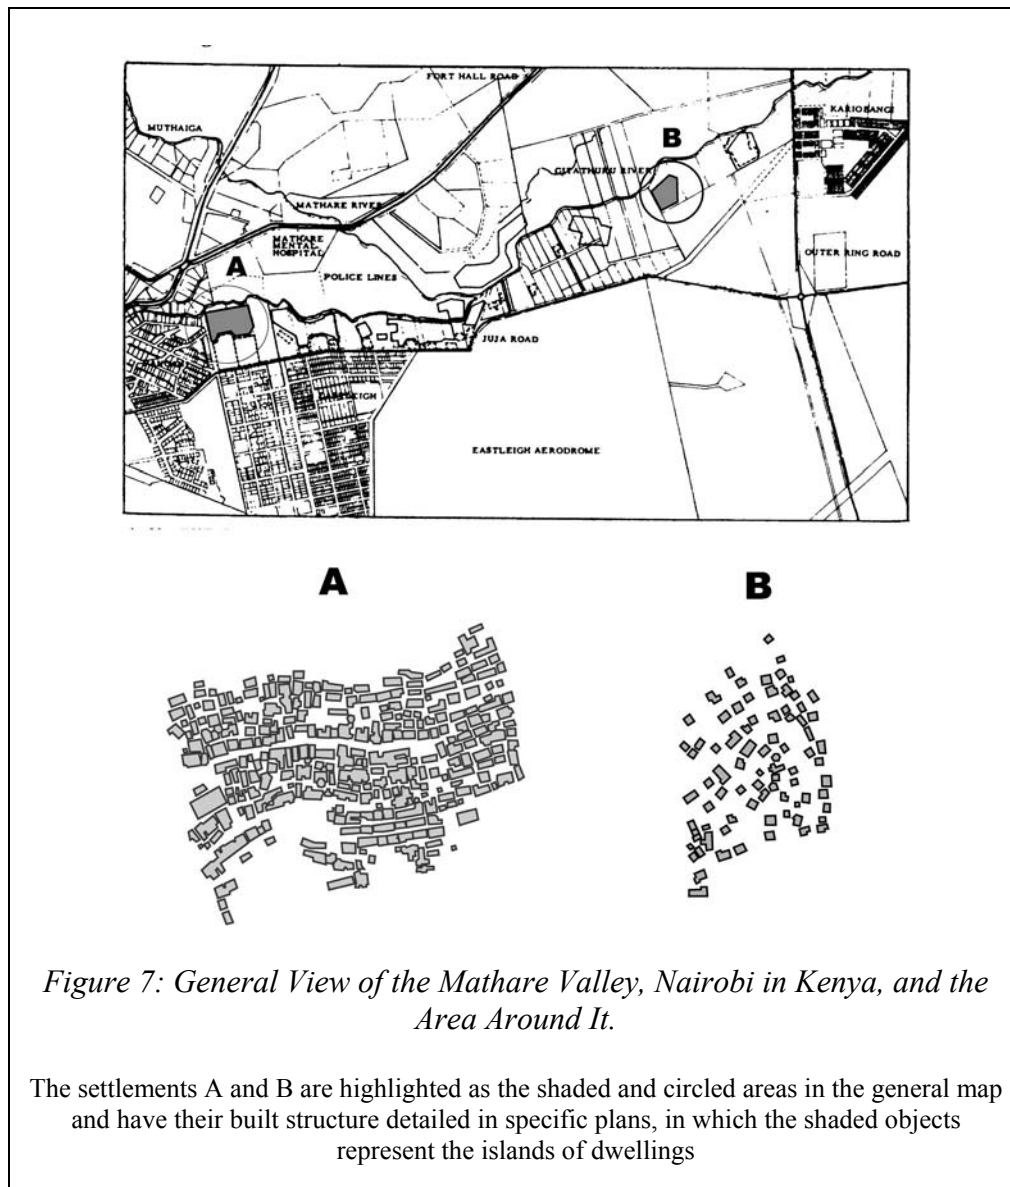 FORT HALL ROAD
KARIOBANGI
MUTHAIGA
B
GITATHURU RIVER
MATHARE RIVER
MATHARE
MENTAL
HOSPITAL
A
POLICE LINES
OUTER RING ROAD
JUJA ROAD
EASTLEIGH
EASTLEIGH AERODROME
A
B
Figure 7: General View of the Mathare Valley, Nairobi in Kenya, and the
Area Around It.
The settlements A and B are highlighted as the shaded and circled areas in the general map
and have their built structure detailed in specific plans, in which the shaded objects
represent the islands of dwellings